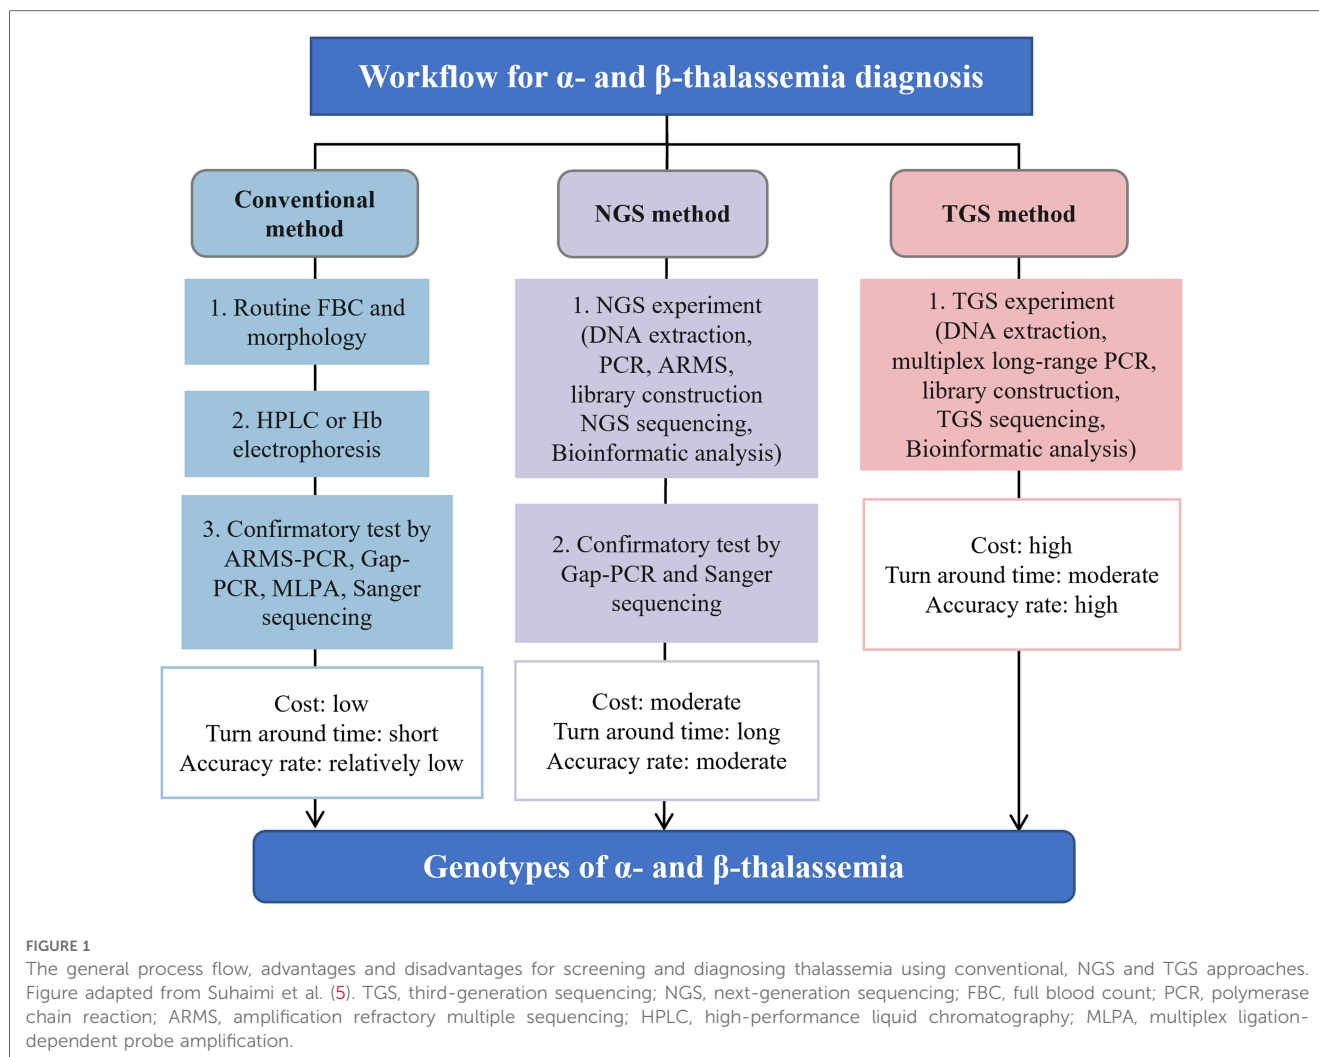 Workflow for α- and β-thalassemia diagnosis
Conventional
method
1. Routine FBC and
morphology
2. HPLC or Hb
electrophoresis
3. Confirmatory test by
ARMS-PCR, Gap-
PCR, MLPA, Sanger
sequencing
Cost: low
Turn around time: short
Accuracy rate: relatively low
NGS method
1. NGS experiment
(DNA extraction,
PCR, ARMS,
library construction
NGS sequencing,
Bioinformatic analysis)
2. Confirmatory test by
Gap-PCR and Sanger
sequencing
Cost: moderate
Turn around time: long
Accuracy rate: moderate
TGS method
1. TGS experiment
(DNA extraction,
multiplex long-range PCR,
library construction,
TGS sequencing,
Bioinformatic analysis)
Cost: high
Turn around time: moderate
Accuracy rate: high
Genotypes of α- and β-thalassemia
FIGURE 1
The general process flow, advantages and disadvantages for screening and diagnosing thalassemia using conventional, NGS and TGS approaches.
Figure adapted from Suhaimi et al. (5). TGS, third-generation sequencing; NGS, next-generation sequencing; FBC, full blood count; PCR, polymerase
chain reaction; ARMS, amplification refractory multiple sequencing; HPLC, high-performance liquid chromatography; MLPA, multiplex ligation-
dependent probe amplification.